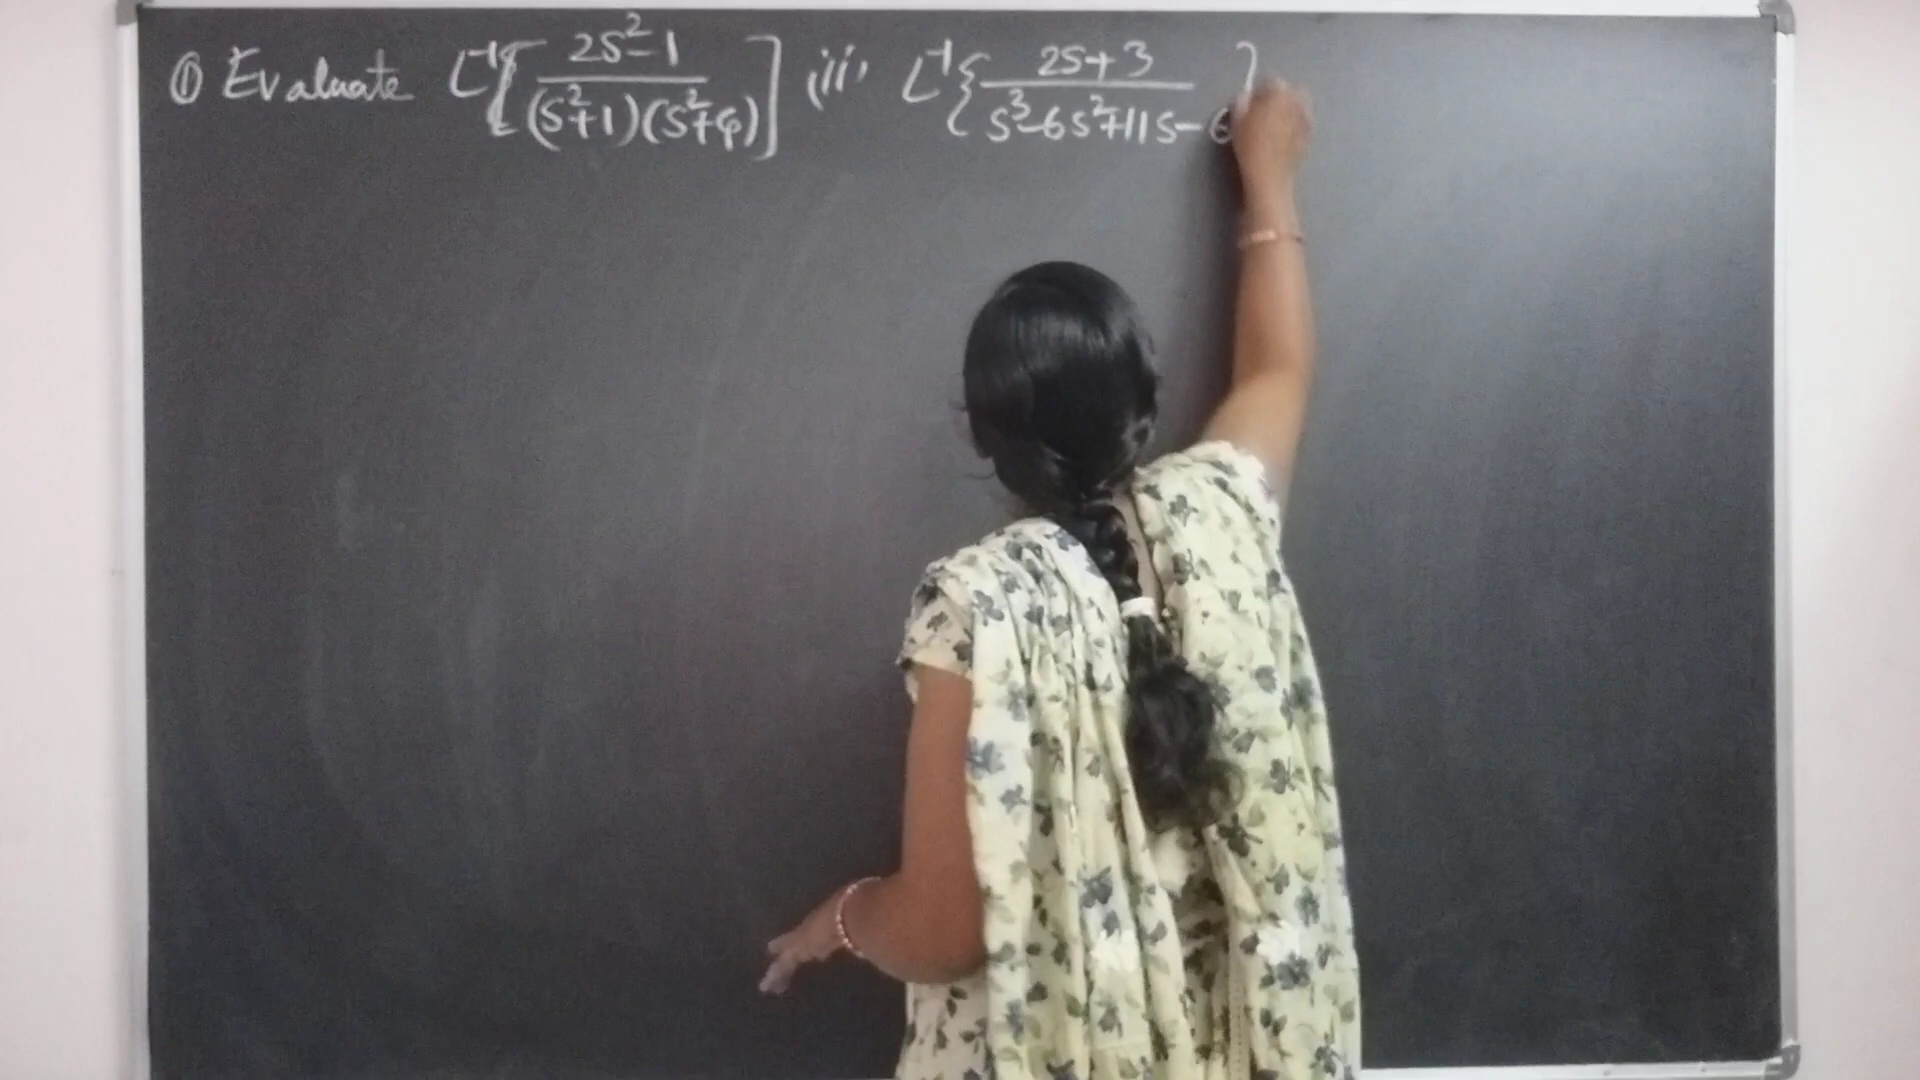 ① Evaluate L⁻¹[(2s²-1)/((s²+1)(s²+4))] (ii) L⁻¹{(2s+3)/(s³-6s²+11s-6)}